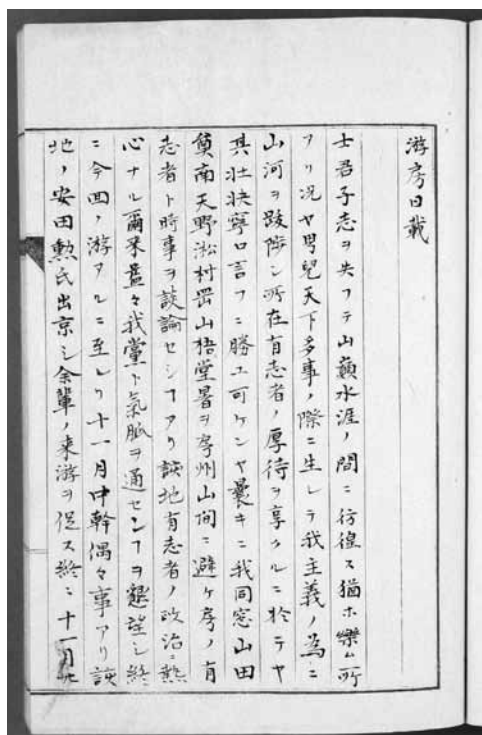 游房日載
士君子志ヲ失フテ山巓水涯ノ間ニ彷徨ス猶ホ樂ム所
アリ况ヤ男児天下多事ノ際ニ生レテ我主義ノ為ニ
山河ヲ跋渉シ所在有志者ノ厚待ヲ享クルニ於テヤ
其壮快寧ロ言フニ勝ユ可ケンヤ曩キニ我同窓山田
奠南天野淞村岡山梧堂暑ヲ房州山間ニ避ケ房ノ有
志者ト時事ヲ談論セシヿアリ該地有志者ノ政治ニ熱
心ナル爾来益々我党ト氣脈ヲ通センヿヲ懇望シ終
ニ今回ノ游アルニ至レリ十一月中幹偶々事アリ該
地ノ安田勲氏出京シ余輩ノ来游ヲ促ス終ニ十一月